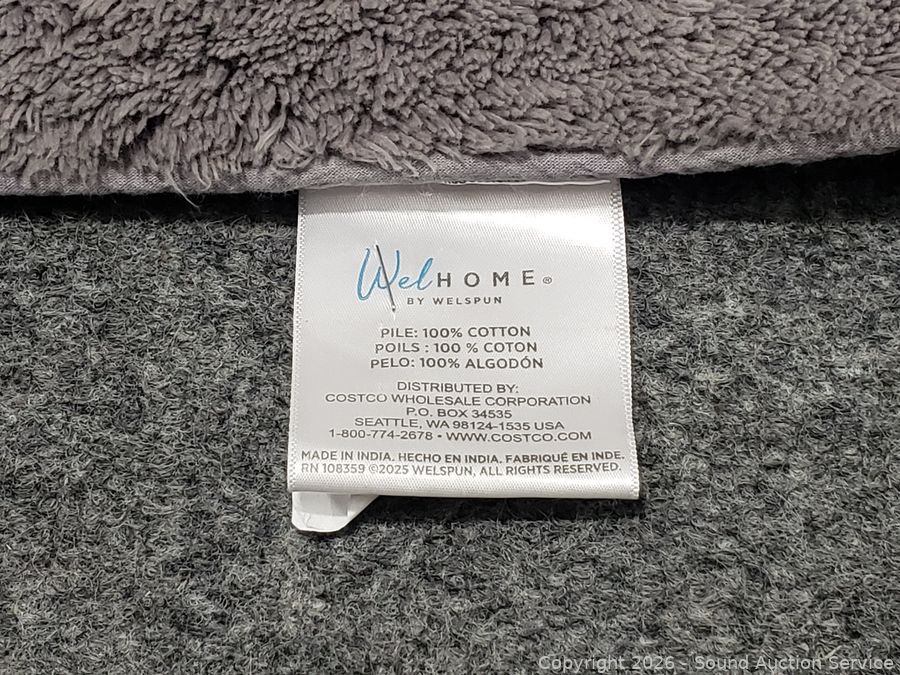 WelHOME®
BY WELSPUN
PILE: 100% COTTON
POILS : 100 % COTON
PELO: 100% ALGODÓN
DISTRIBUTED BY:
COSTCO WHOLESALE CORPORATION
P.O. BOX 34535
SEATTLE, WA 98124-1535 USA
1-800-774-2678 • WWW.COSTCO.COM
MADE IN INDIA. HECHO EN INDIA. FABRIQUÉ EN INDE.
RN 108359 ©2025 WELSPUN, ALL RIGHTS RESERVED.
Copyright 2026 - Sound Auction Service